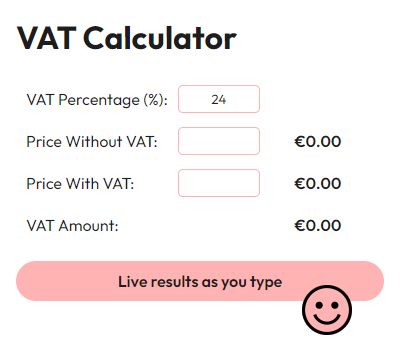 VAT Calculator
VAT Percentage (%): 24
Price Without VAT: €0.00
Price With VAT: €0.00
VAT Amount: €0.00
Live results as you type